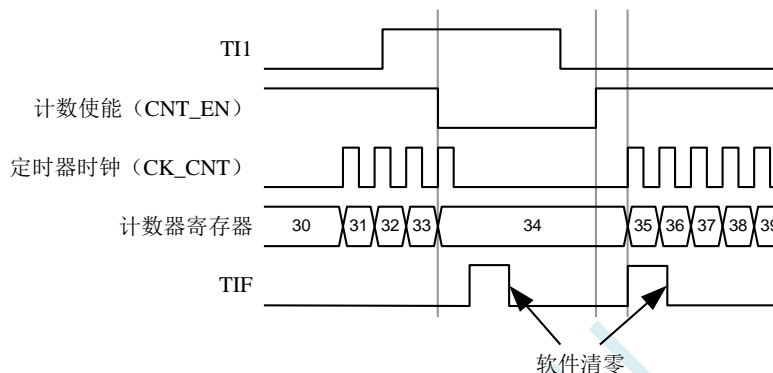 TI1
计数使能（CNT_EN）
定时器时钟（CK_CNT）
计数器寄存器 30 31 32 33 34 35 36 37 38 39
TIF
软件清零